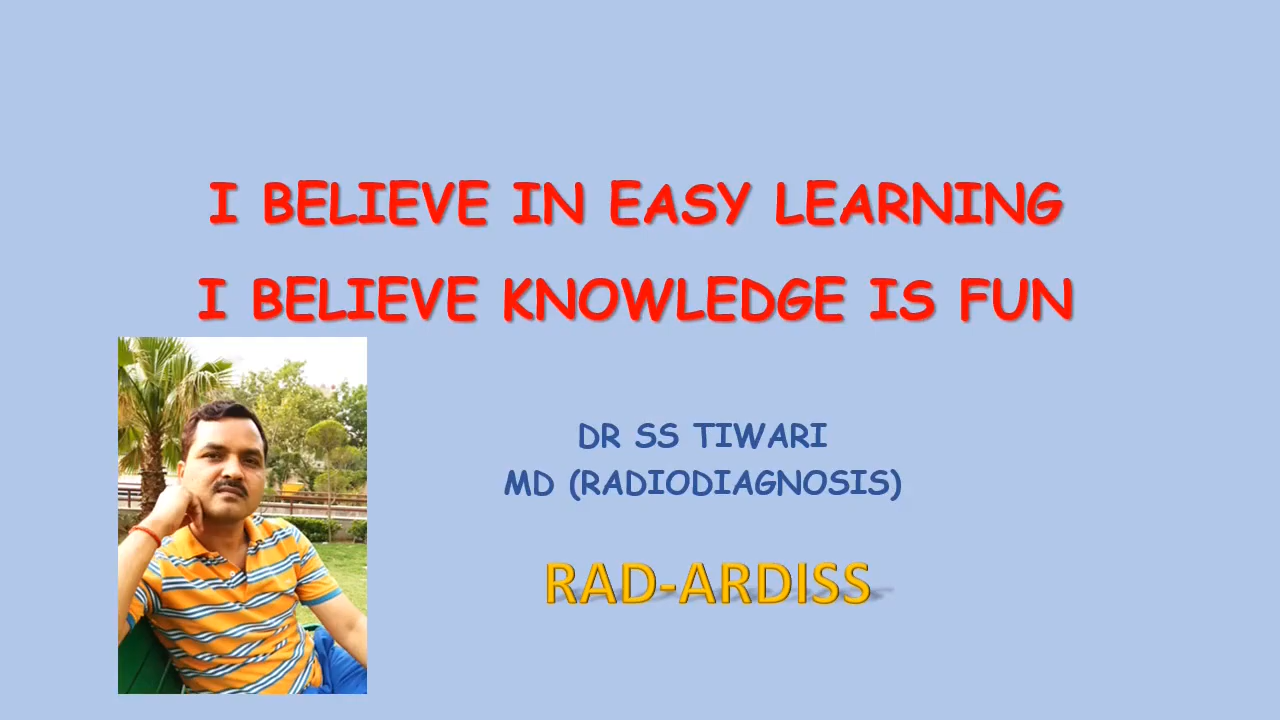 I BELIEVE IN EASY LEARNING
I BELIEVE KNOWLEDGE IS FUN
DR SS TIWARI
MD (RADIODIAGNOSIS)
RAD-ARDISS